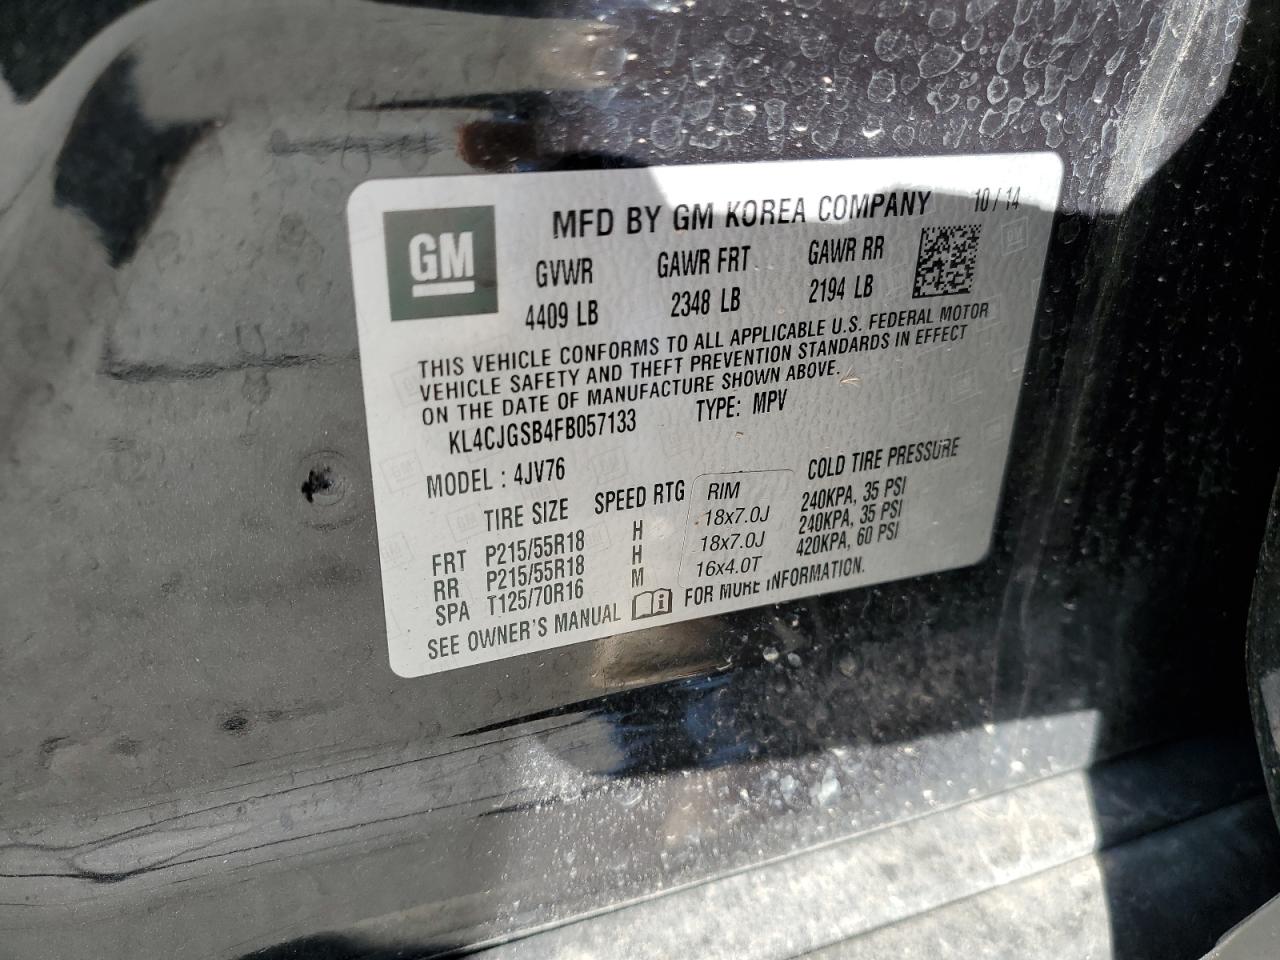 GM
MFD BY GM KOREA COMPANY 10/14
GVWR GAWR FRT GAWR RR
4409 LB 2348 LB 2194 LB
THIS VEHICLE CONFORMS TO ALL APPLICABLE U.S. FEDERAL MOTOR
VEHICLE SAFETY AND THEFT PREVENTION STANDARDS IN EFFECT
ON THE DATE OF MANUFACTURE SHOWN ABOVE.
KL4CJGSB4FB057133 TYPE: MPV
MODEL: 4JV76
TIRE SIZE SPEED RTG RIM COLD TIRE PRESSURE
FRT P215/55R18 H 18x7.0J 240KPA, 35 PSI
RR P215/55R18 H 18x7.0J 240KPA, 35 PSI
SPA T125/70R16 M 16x4.0T 420KPA, 60 PSI
SEE OWNER'S MANUAL FOR MORE INFORMATION.